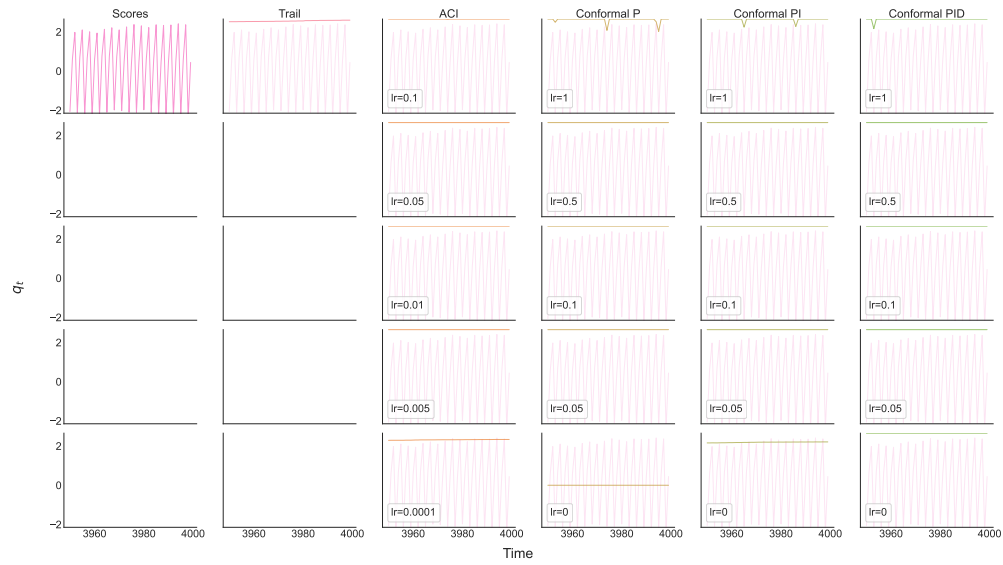 Scores Trail ACI Conformal P Conformal PI Conformal PID
2
0
−2
lr=0.1 lr=1 lr=1 lr=1
2
0
−2
lr=0.05 lr=0.5 lr=0.5 lr=0.5
2
0
−2
lr=0.01 lr=0.1 lr=0.1 lr=0.1
2
0
−2
lr=0.005 lr=0.05 lr=0.05 lr=0.05
2
0
−2
lr=0.0001 lr=0 lr=0 lr=0
3960 3980 4000 3960 3980 4000 3960 3980 4000 3960 3980 4000 3960 3980 4000 3960 3980 4000
Time
qt